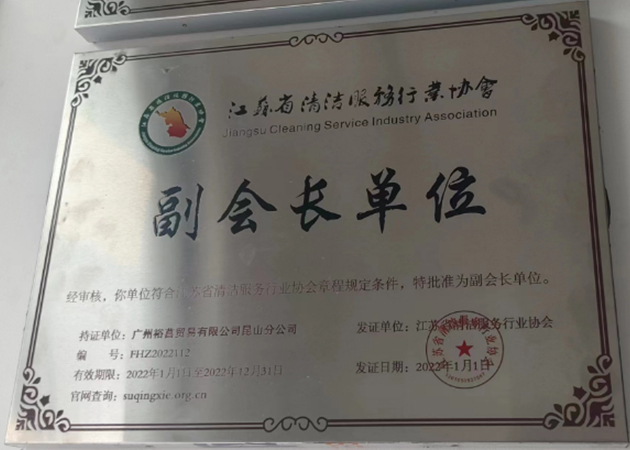 江苏省清洁服务行业协會
Jiangsu Cleaning Service Industry Association
副会长单位
经审核，你单位符合江苏省清洁服务行业协会章程规定条件，特批准为副会长单位。
持证单位：广州裕昌贸易有限公司昆山分公司
发证单位：江苏省清洁服务行业协会
编 号：FHZ2022112
有效期限：2022年1月1日至2022年12月31日
发证日期：2022年1月1日
官网查询：suqingxie.org.cn